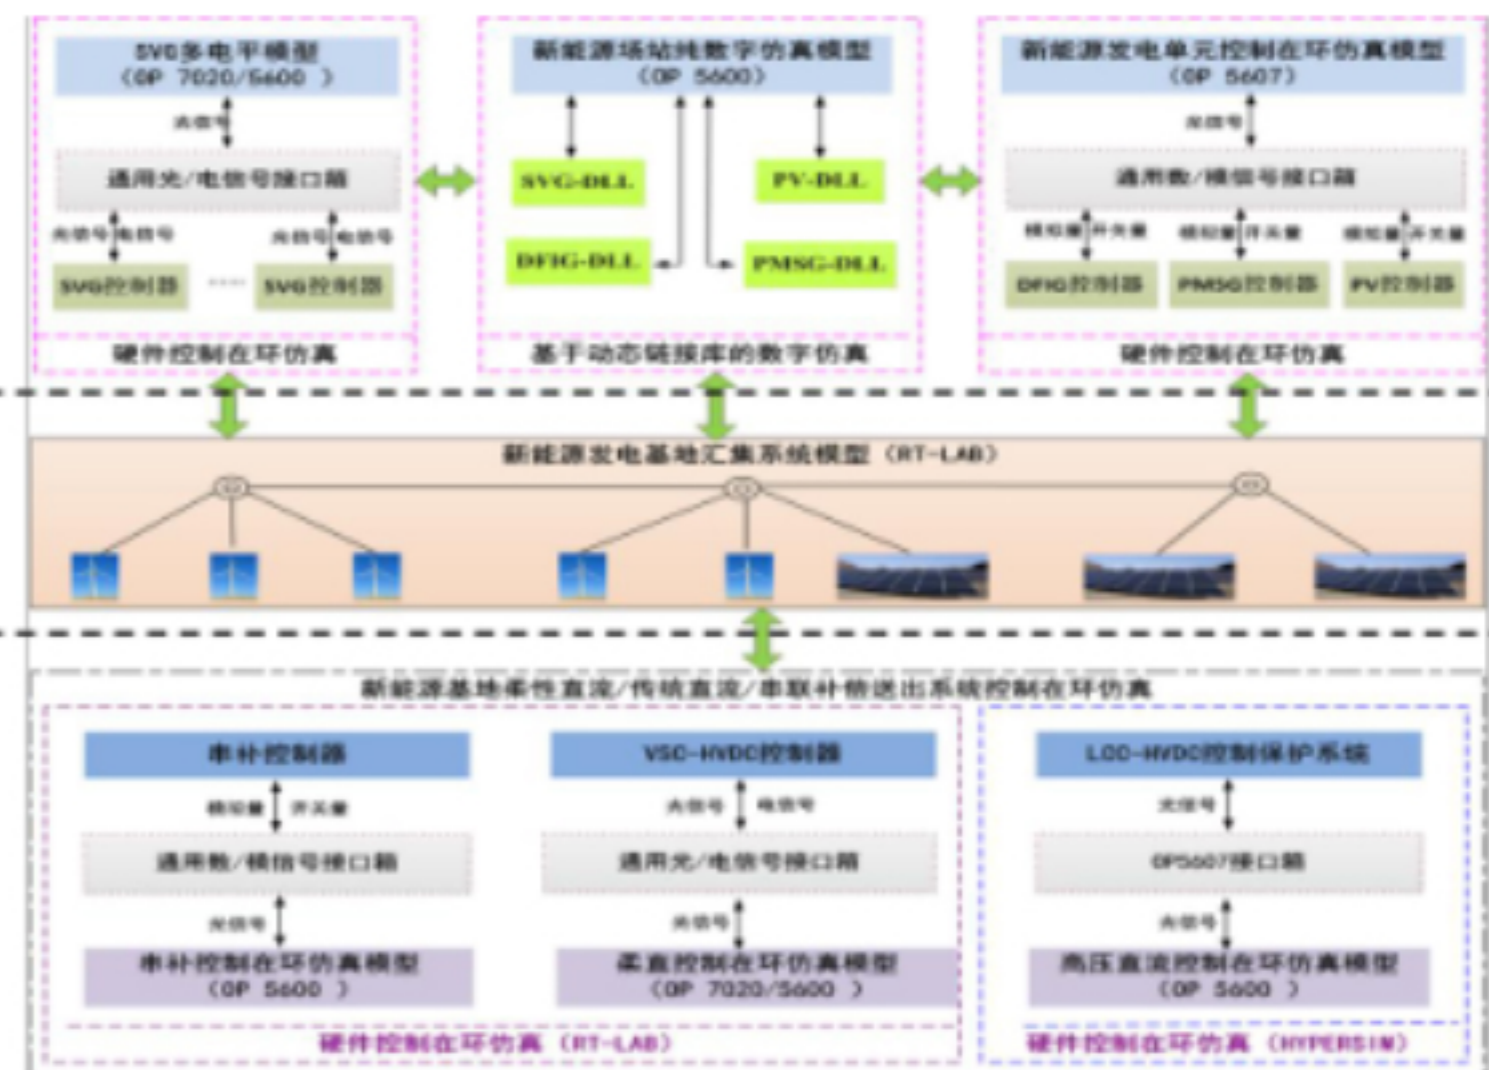 SVG多电平模型
（OP 7020/5600 ）
光信号
通用光/电信号接口箱
光信号 电信号
光信号 电信号
SVG控制器
SVG控制器
硬件控制在环仿真
新能源场站纯数字仿真模型
（OP 5600）
SVG-DLL
PV-DLL
DFIG-DLL
PMSG-DLL
基于动态链接库的数字仿真
新能源发电单元控制在环仿真模型
（OP 5607）
光信号
通用数/模信号接口箱
模拟量 开关量
模拟量 开关量
模拟量 开关量
DFIG控制器
PMSG控制器
PV控制器
硬件控制在环仿真
新能源发电基地汇集系统模型（RT-LAB）
新能源基地柔性直流/传统直流/串联补偿送出系统控制在环仿真
串补控制器
模拟量 开关量
通用数/模信号接口箱
光信号
串补控制在环仿真模型
（OP 5600 ）
VSC-HVDC控制器
光信号 电信号
通用光/电信号接口箱
光信号
柔直控制在环仿真模型
（OP 7020/5600 ）
硬件控制在环仿真（RT-LAB）
LCC-HVDC控制保护系统
光信号
OP5607接口箱
光信号
高压直流控制在环仿真模型
（OP 5600 ）
硬件控制在环仿真（HYPERSIM）